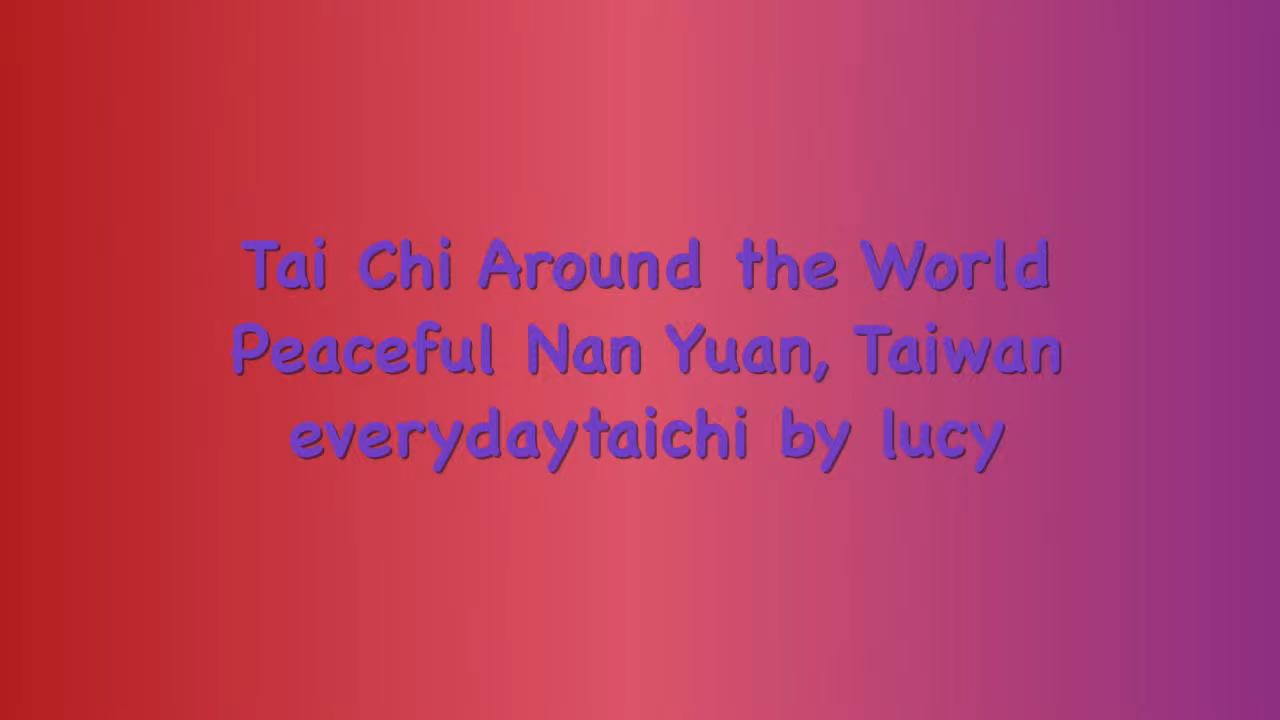 Tai Chi Around the World
Peaceful Nan Yuan, Taiwan
everydaytaichi by lucy